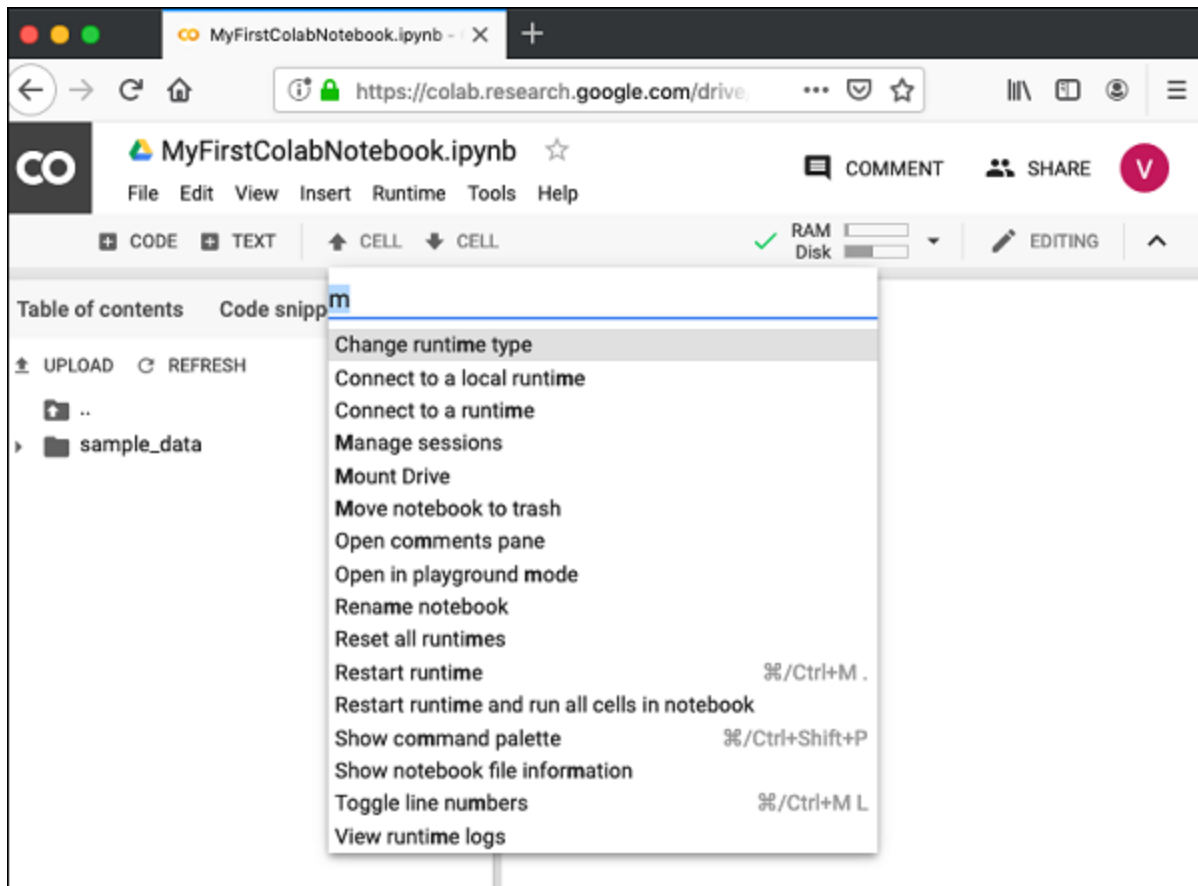 CO MyFirstColabNotebook.ipynb -
https://colab.research.google.com/drive
CO MyFirstColabNotebook.ipynb
COMMENT SHARE V
File Edit View Insert Runtime Tools Help
CODE TEXT CELL CELL RAM Disk EDITING
Table of contents Code snipp
m
UPLOAD REFRESH
..
sample_data
Change runtime type
Connect to a local runtime
Connect to a runtime
Manage sessions
Mount Drive
Move notebook to trash
Open comments pane
Open in playground mode
Rename notebook
Reset all runtimes
Restart runtime ⌘/Ctrl+M .
Restart runtime and run all cells in notebook
Show command palette ⌘/Ctrl+Shift+P
Show notebook file information
Toggle line numbers ⌘/Ctrl+M L
View runtime logs